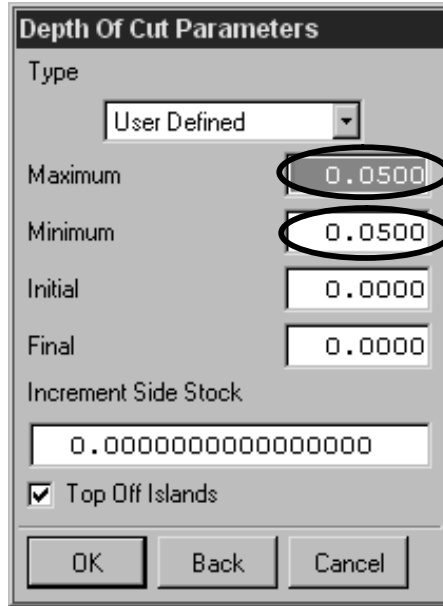 Depth Of Cut Parameters
Type
User Defined
Maximum 0.0500
Minimum 0.0500
Initial 0.0000
Final 0.0000
Increment Side Stock
0.0000000000000000
Top Off Islands
OK Back Cancel